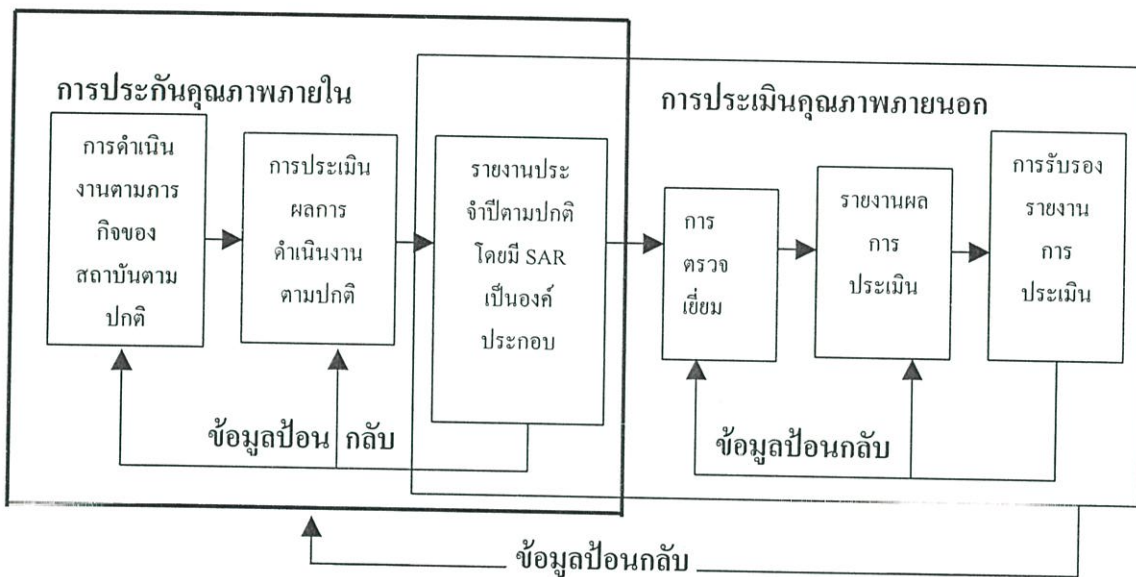 การประกันคุณภาพภายใน
การดำเนิน
งานตามภาร
กิจของ
สถาบันตาม
ปกติ
การประเมิน
ผลการ
ดำเนินงาน
ตามปกติ
รายงานประ
จำปีตามปกติ
โดยมี SAR
เป็นองค์
ประกอบ
ข้อมูลป้อน กลับ
การประเมินคุณภาพภายนอก
การ
ตรวจ
เยี่ยม
รายงานผล
การ
ประเมิน
การรับรอง
รายงาน
การ
ประเมิน
ข้อมูลป้อนกลับ
ข้อมูลป้อนกลับ